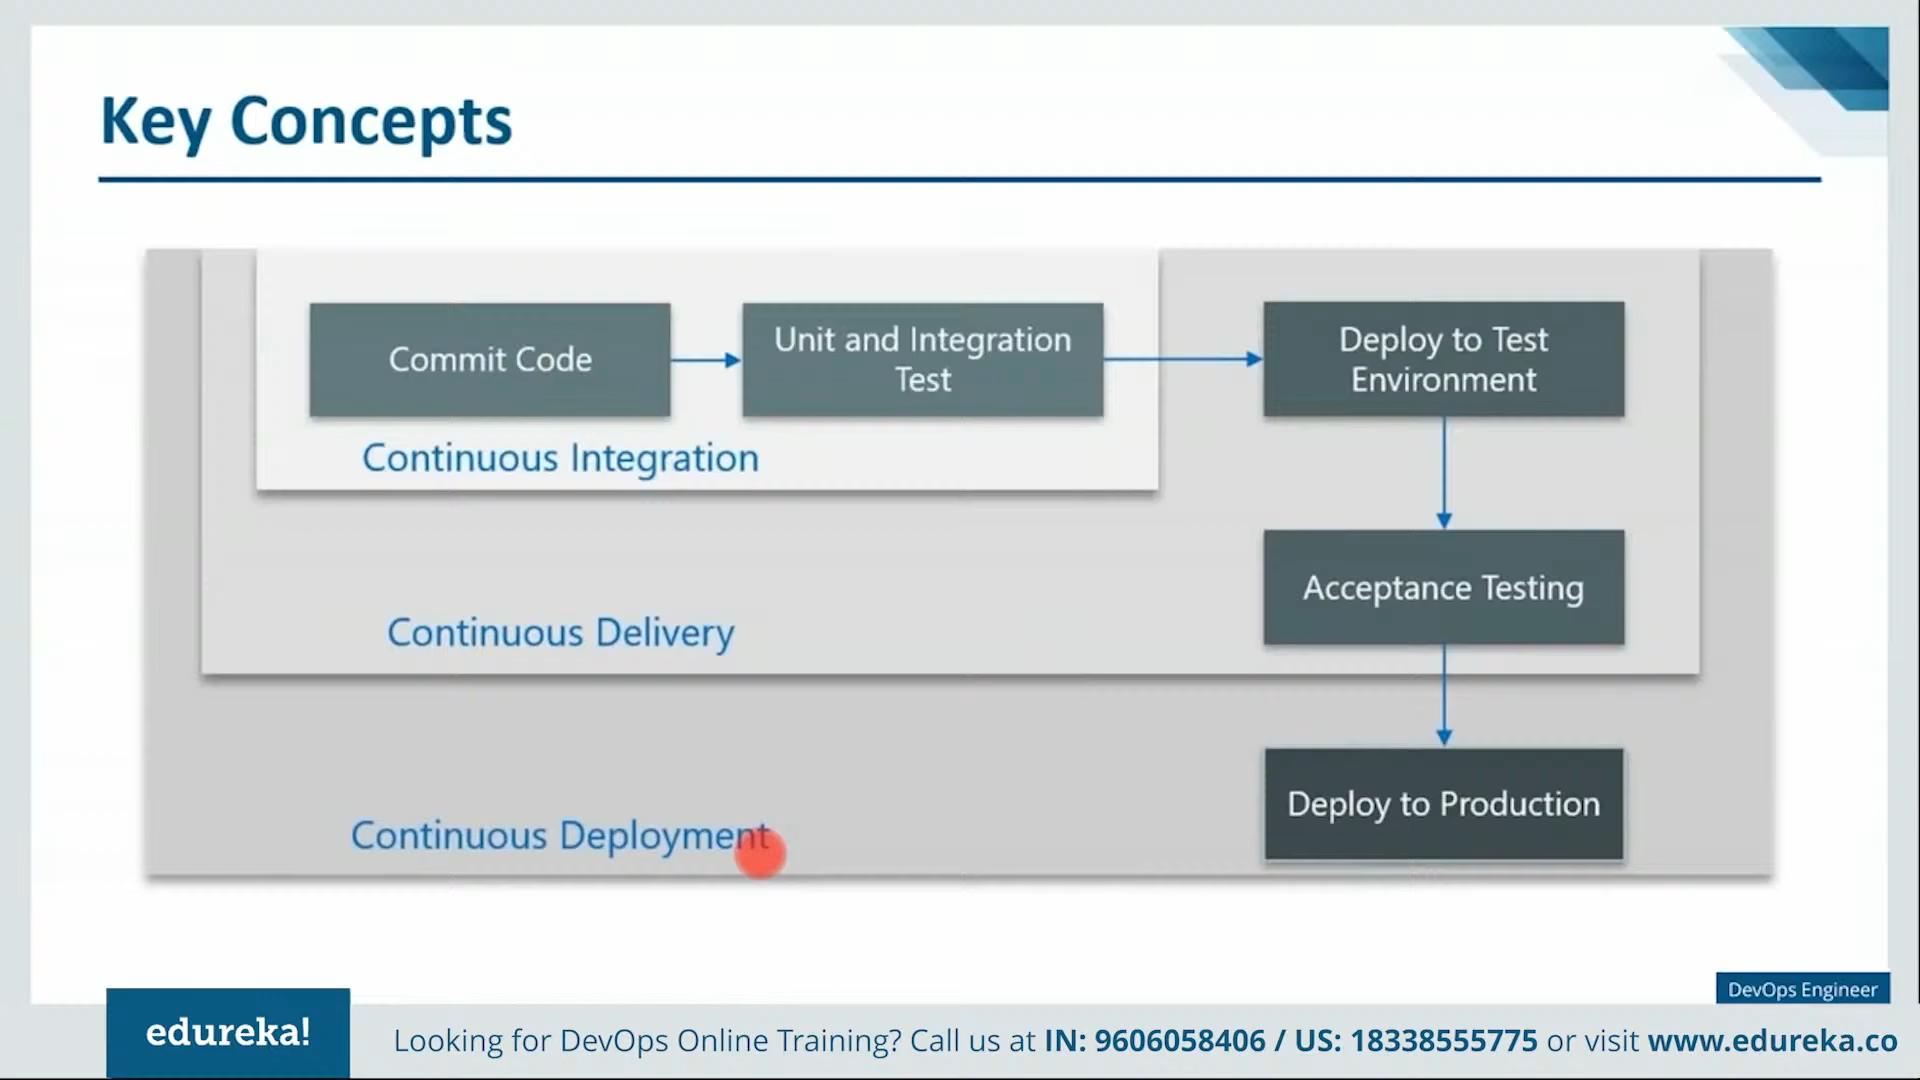 Key Concepts
Commit Code
Unit and Integration
Test
Deploy to Test
Environment
Continuous Integration
Acceptance Testing
Continuous Delivery
Deploy to Production
Continuous Deployment
DevOps Engineer
edureka!
Looking for DevOps Online Training? Call us at IN: 9606058406 / US: 18338555775 or visit www.edureka.co